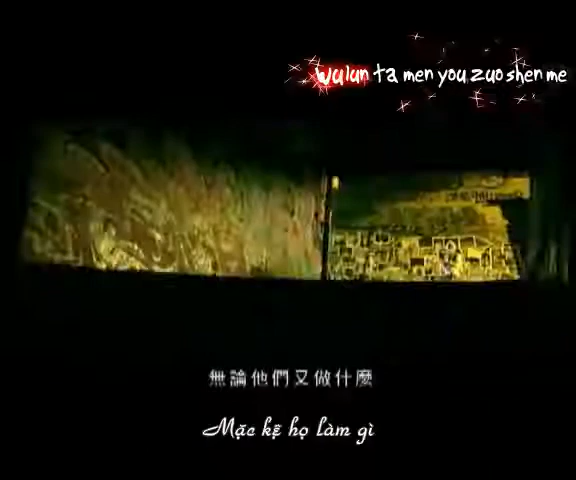 Wulun ta men you zuo shen me
無論他們又做什麼
Mặc kệ họ làm gì